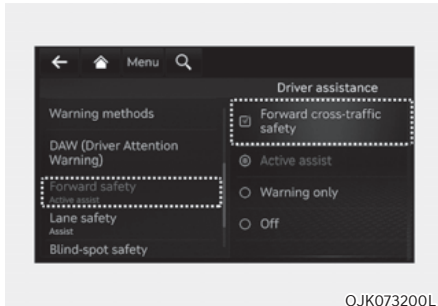 Menu
Driver assistance
Warning methods
DAW (Driver Attention
Warning)
Forward safety
Active assist
Lane safety
Assist
Blind-spot safety
Forward cross-traffic
safety
Active assist
Warning only
Off
OJK073200L